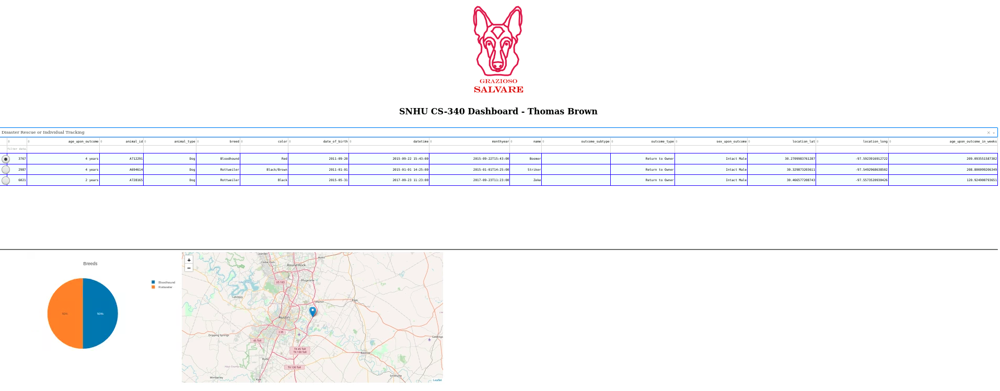 GRAZIOSO
SALVARE
SNHU CS-340 Dashboard - Thomas Brown
Disaster Rescue or Individual Tracking
age_upon_outcome animal_id animal_type breed color date_of_birth datetime monthyear name outcome_subtype outcome_type sex_upon_outcome location_lat location_long age_upon_outcome_in_weeks
filter data
3767 4 years A712291 Dog Bloodhound Red 2011-09-20 2015-09-22 15:43:00 2015-09-22T15:43:00 Boomer Return to Owner Intact Male 30.2709983761287 -97.5923916912722 209.093551587302
2987 4 years A694614 Dog Rottweiler Black/Brown 2011-01-01 2015-01-01 14:25:00 2015-01-01T14:25:00 Striker Return to Owner Intact Male 30.329873203611 -97.5492968638502 208.800099206349
6021 2 years A728165 Dog Rottweiler Black 2015-05-31 2017-09-23 11:23:00 2017-09-23T11:23:00 Zeke Return to Owner Intact Male 30.466577208743 -97.5573520930426 120.924900793651
Breeds
Bloodhound
Rottweiler
50% 50%
+
−
Leander
Hutto
Cedar Park
Round Rock
US 183
Pflugerville
Lakeway
Manor
Elgin
Travis County
Austin
I 35
Dripping Springs
45 Toll
Giddings
TX 45 Toll
TX 130 Toll
Bastrop
Buda
Hays County
TX 130 Toll
Wimberley
Smithville
Kyle
Leaflet